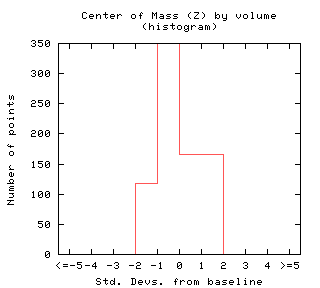 Center of Mass (Z) by volume
(histogram)
350
300
250
200
150
100
50
0
Number of points
<=-5 -4 -3 -2 -1 0 1 2 3 4 >=5
Std. Devs. from baseline